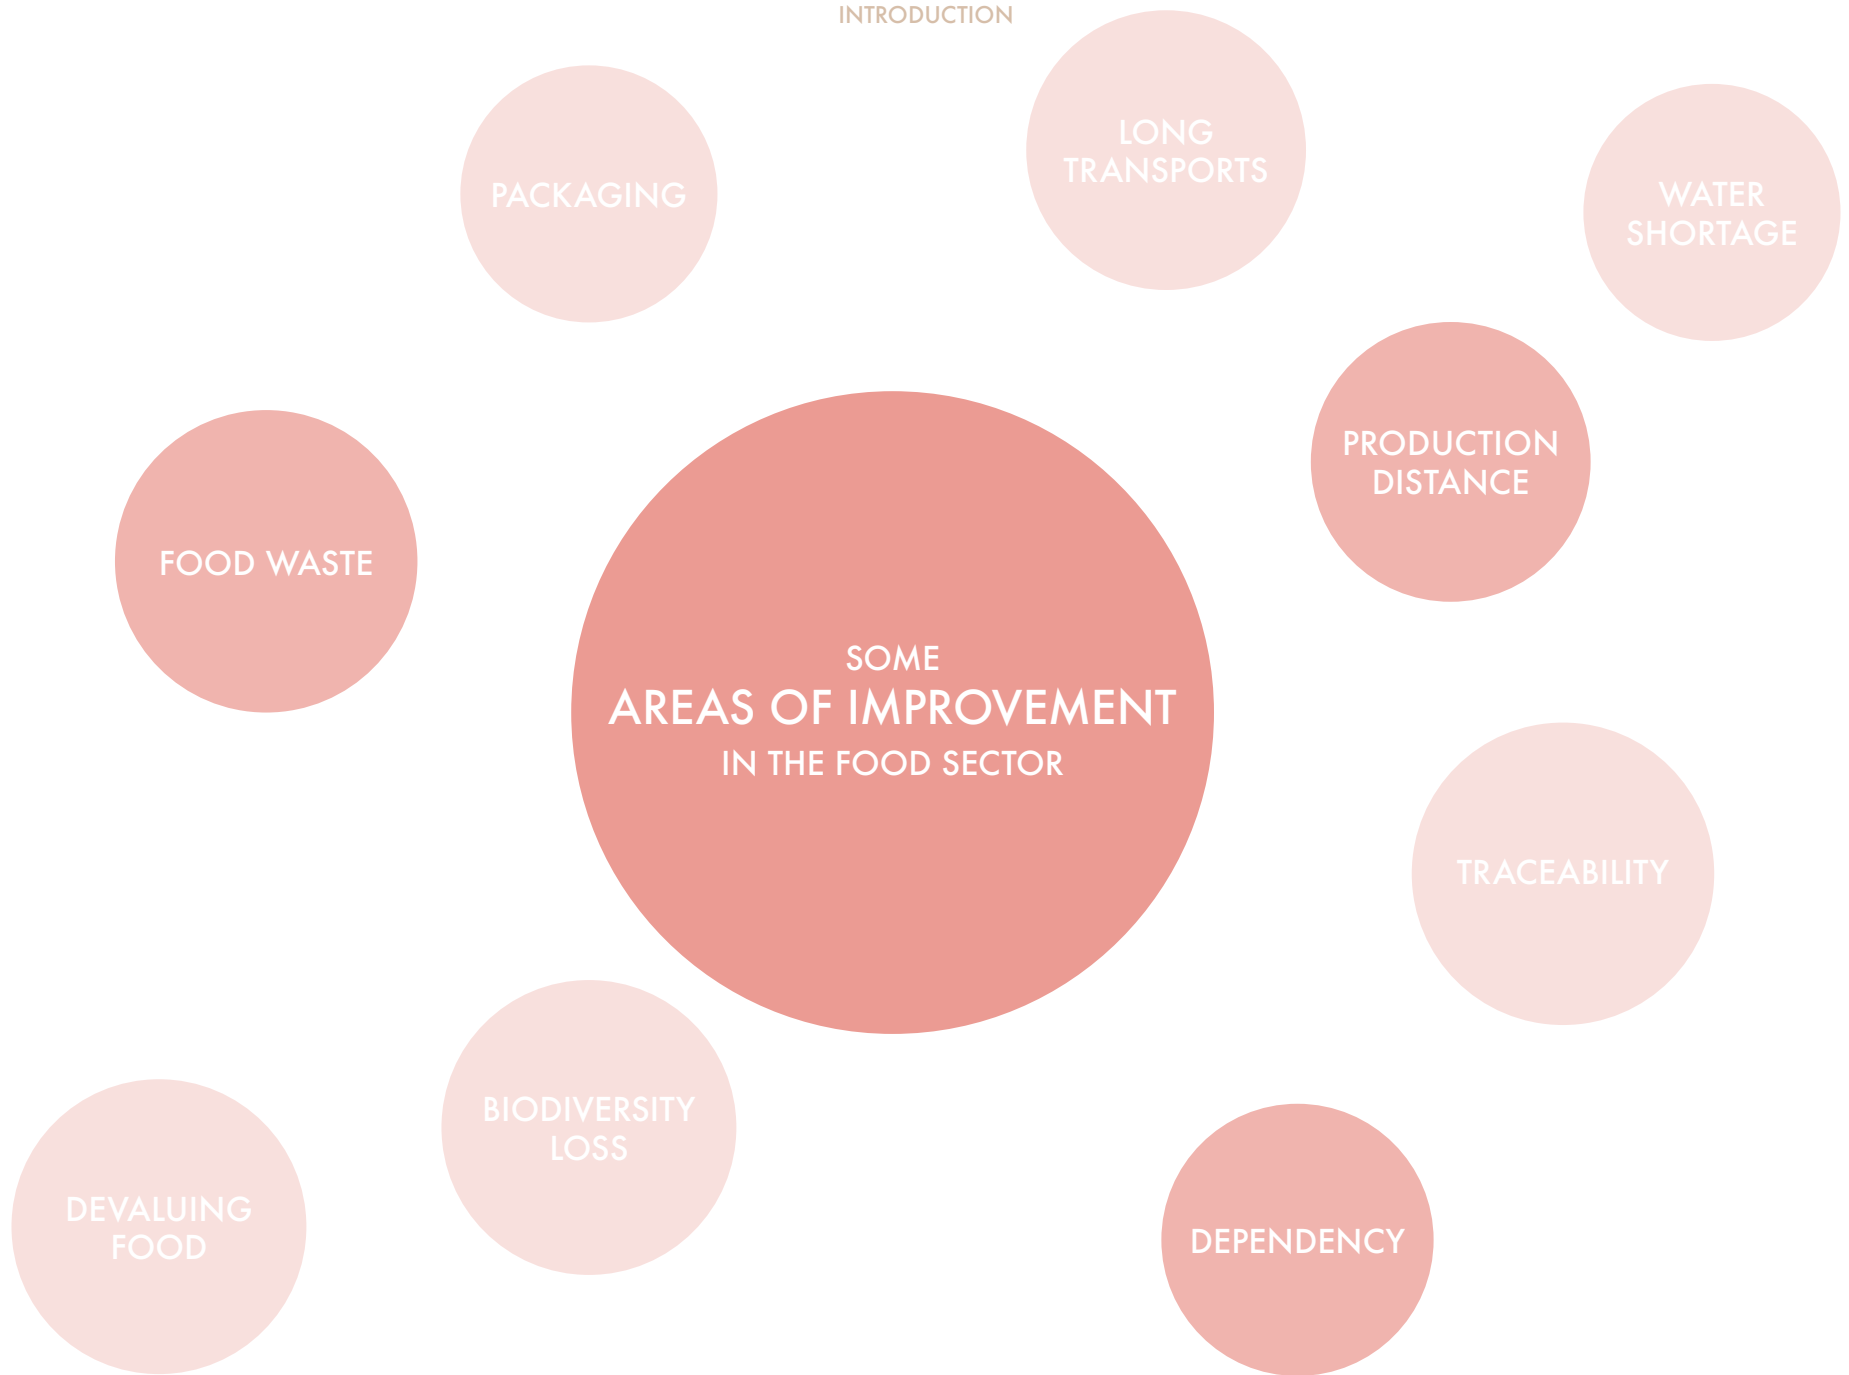 INTRODUCTION
PACKAGING
LONG
TRANSPORTS
WATER
SHORTAGE
PRODUCTION
DISTANCE
FOOD WASTE
SOME
AREAS OF IMPROVEMENT
IN THE FOOD SECTOR
TRACEABILITY
BIODIVERSITY
LOSS
DEVALUING
FOOD
DEPENDENCY